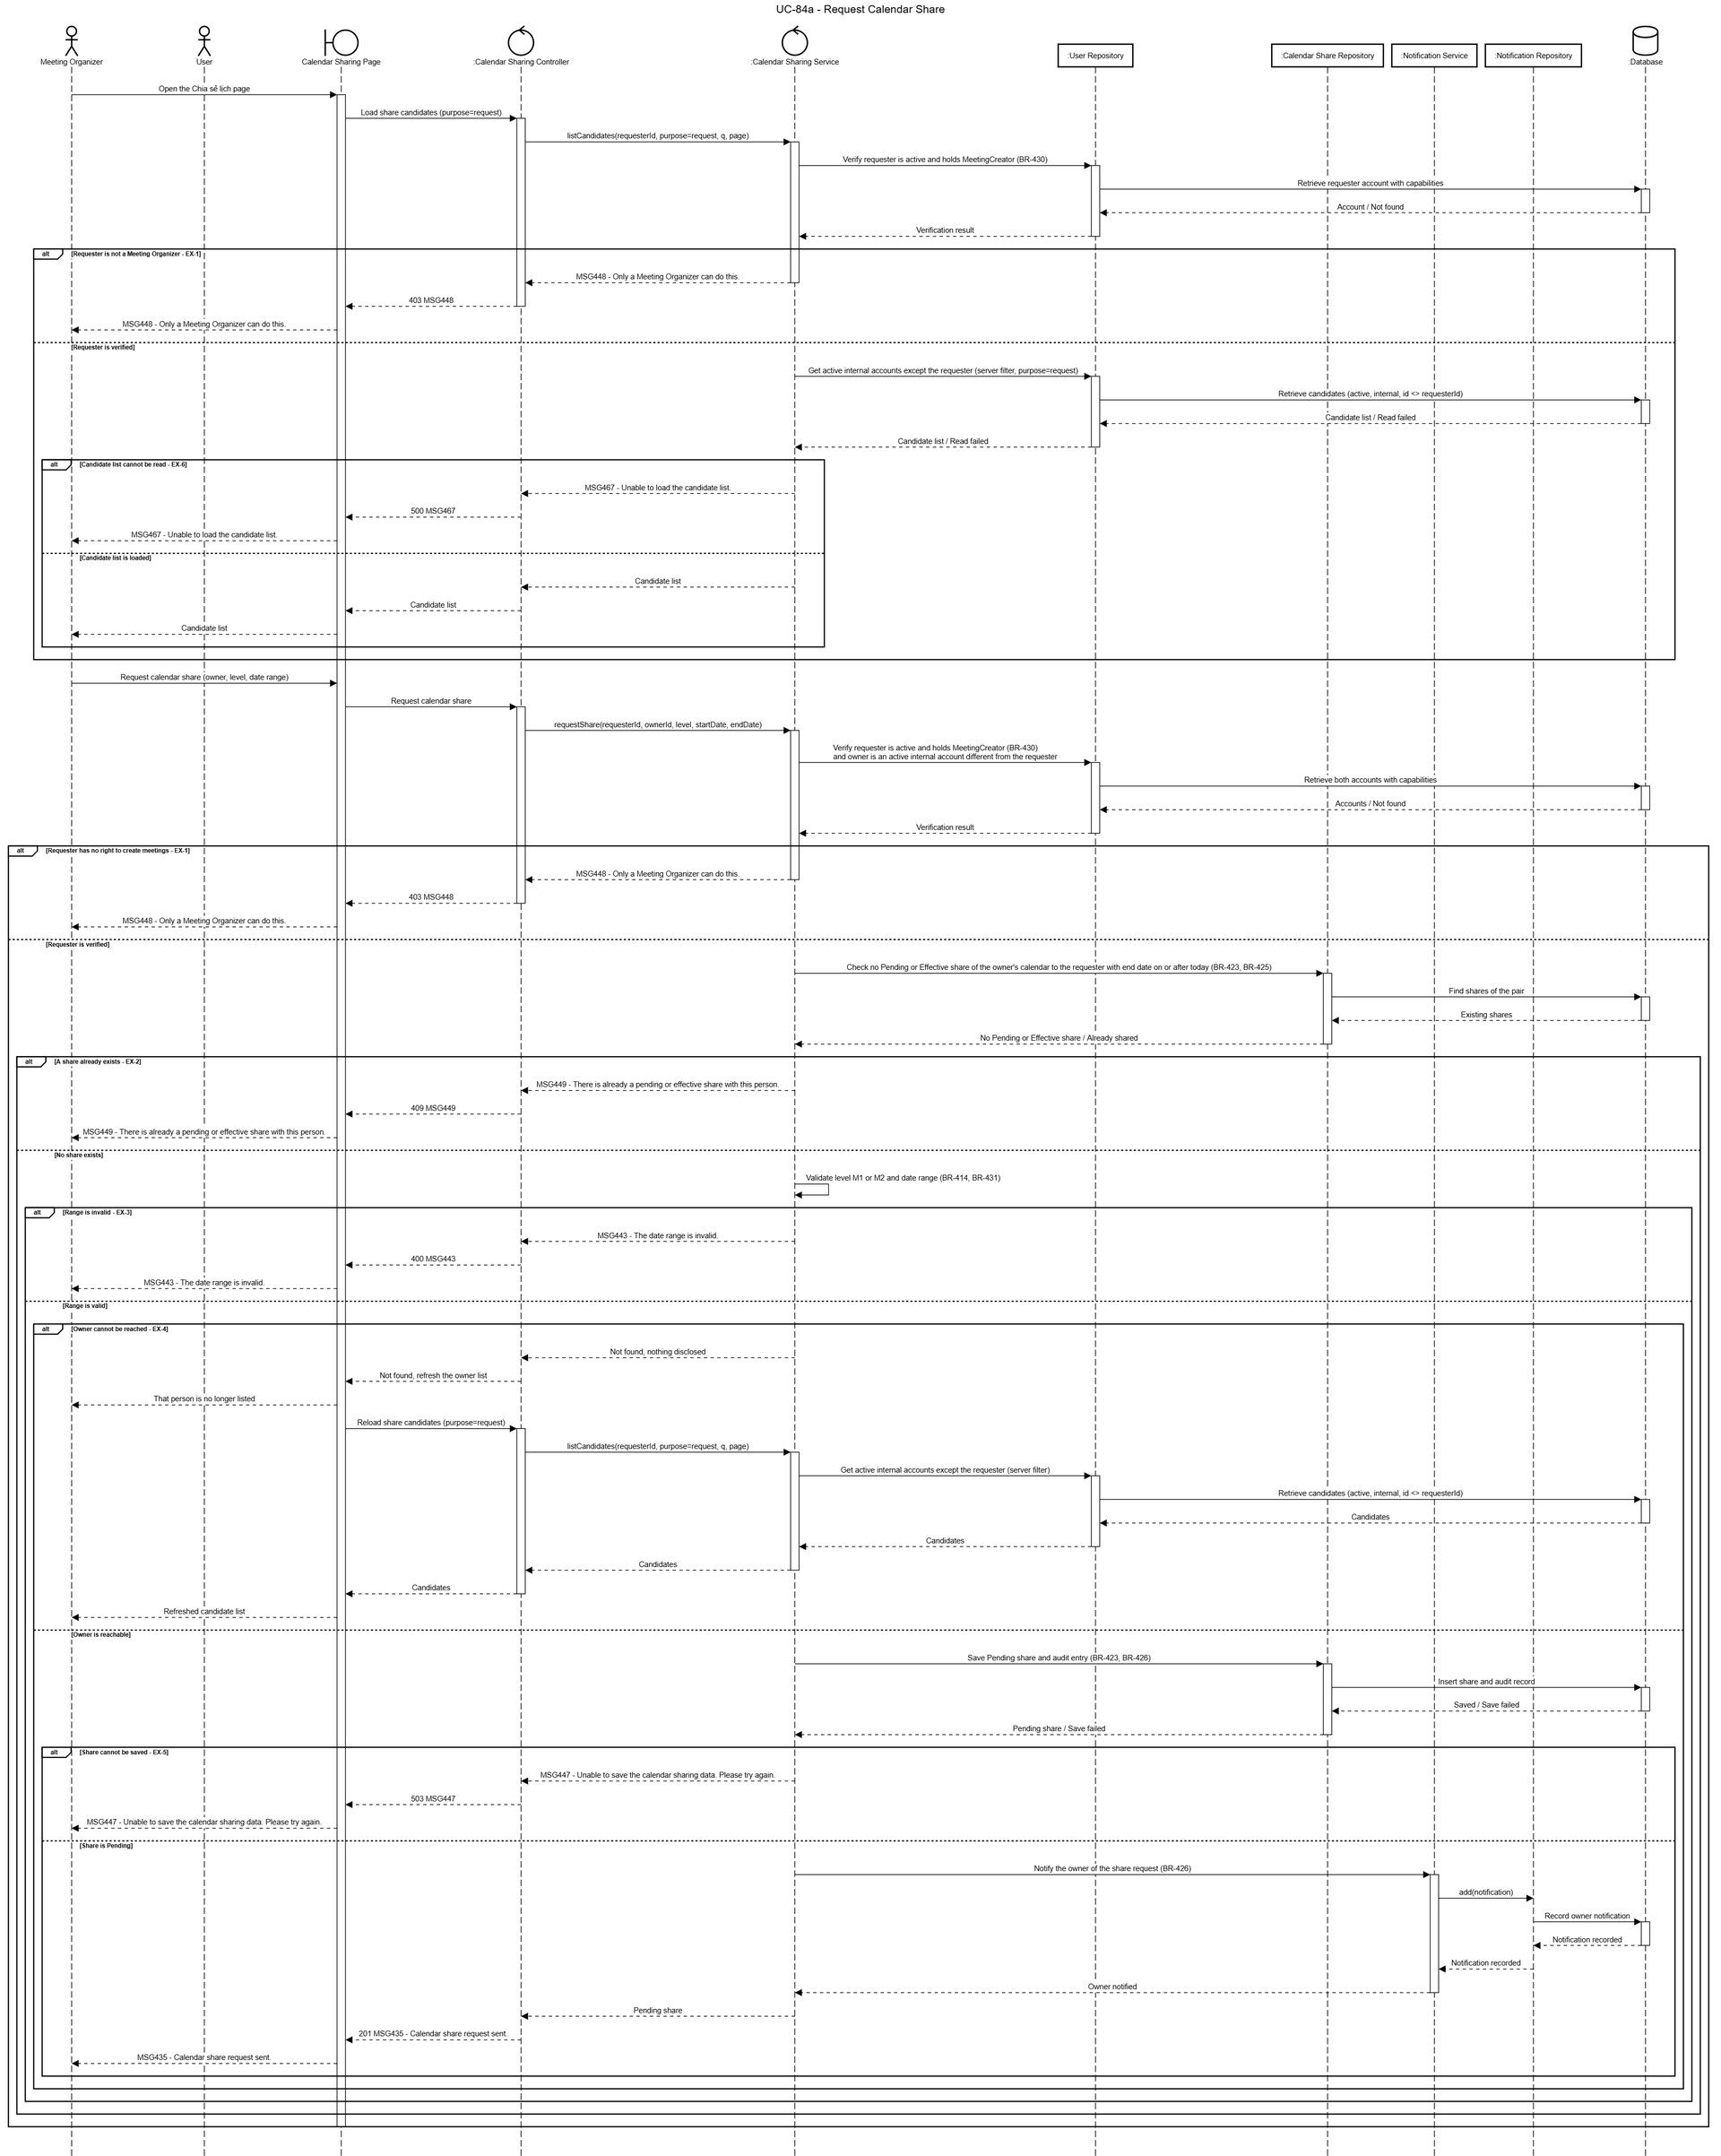 UC-84a - Request Calendar Share
Meeting Organizer
User
Calendar Sharing Page
:Calendar Sharing Controller
:Calendar Sharing Service
:User Repository
:Calendar Share Repository
:Notification Service
:Notification Repository
:Database
Open the Chia sẻ lịch page
Load share candidates (purpose=request)
listCandidates(requesterId, purpose=request, q, page)
Verify requester is active and holds MeetingCreator (BR-430)
Retrieve requester account with capabilities
Account / Not found
Verification result
alt
[Requester is not a Meeting Organizer - EX-1]
MSG448 - Only a Meeting Organizer can do this.
403 MSG448
MSG448 - Only a Meeting Organizer can do this.
[Requester is verified]
Get active internal accounts except the requester (server filter, purpose=request)
Retrieve candidates (active, internal, id <> requesterId)
Candidate list / Read failed
Candidate list / Read failed
alt
[Candidate list cannot be read - EX-6]
MSG467 - Unable to load the candidate list.
500 MSG467
MSG467 - Unable to load the candidate list.
[Candidate list is loaded]
Candidate list
Candidate list
Candidate list
Request calendar share (owner, level, date range)
Request calendar share
requestShare(requesterId, ownerId, level, startDate, endDate)
Verify requester is active and holds MeetingCreator (BR-430)
and owner is an active internal account different from the requester
Retrieve both accounts with capabilities
Accounts / Not found
Verification result
alt
[Requester has no right to create meetings - EX-1]
MSG448 - Only a Meeting Organizer can do this.
403 MSG448
MSG448 - Only a Meeting Organizer can do this.
[Requester is verified]
Check no Pending or Effective share of the owner's calendar to the requester with end date on or after today (BR-423, BR-425)
Find shares of the pair
Existing shares
No Pending or Effective share / Already shared
alt
[A share already exists - EX-2]
MSG449 - There is already a pending or effective share with this person.
409 MSG449
MSG449 - There is already a pending or effective share with this person.
[No share exists]
Validate level M1 or M2 and date range (BR-414, BR-431)
alt
[Range is invalid - EX-3]
MSG443 - The date range is invalid.
400 MSG443
MSG443 - The date range is invalid.
[Range is valid]
alt
[Owner cannot be reached - EX-4]
Not found, nothing disclosed
Not found, refresh the owner list
That person is no longer listed
Reload share candidates (purpose=request)
listCandidates(requesterId, purpose=request, q, page)
Get active internal accounts except the requester (server filter)
Retrieve candidates (active, internal, id <> requesterId)
Candidates
Candidates
Candidates
Candidates
Refreshed candidate list
[Owner is reachable]
Save Pending share and audit entry (BR-423, BR-426)
Insert share and audit record
Saved / Save failed
Pending share / Save failed
alt
[Share cannot be saved - EX-5]
MSG447 - Unable to save the calendar sharing data. Please try again.
503 MSG447
MSG447 - Unable to save the calendar sharing data. Please try again.
[Share is Pending]
Notify the owner of the share request (BR-426)
add(notification)
Record owner notification
Notification recorded
Notification recorded
Owner notified
Pending share
201 MSG435 - Calendar share request sent.
MSG435 - Calendar share request sent.